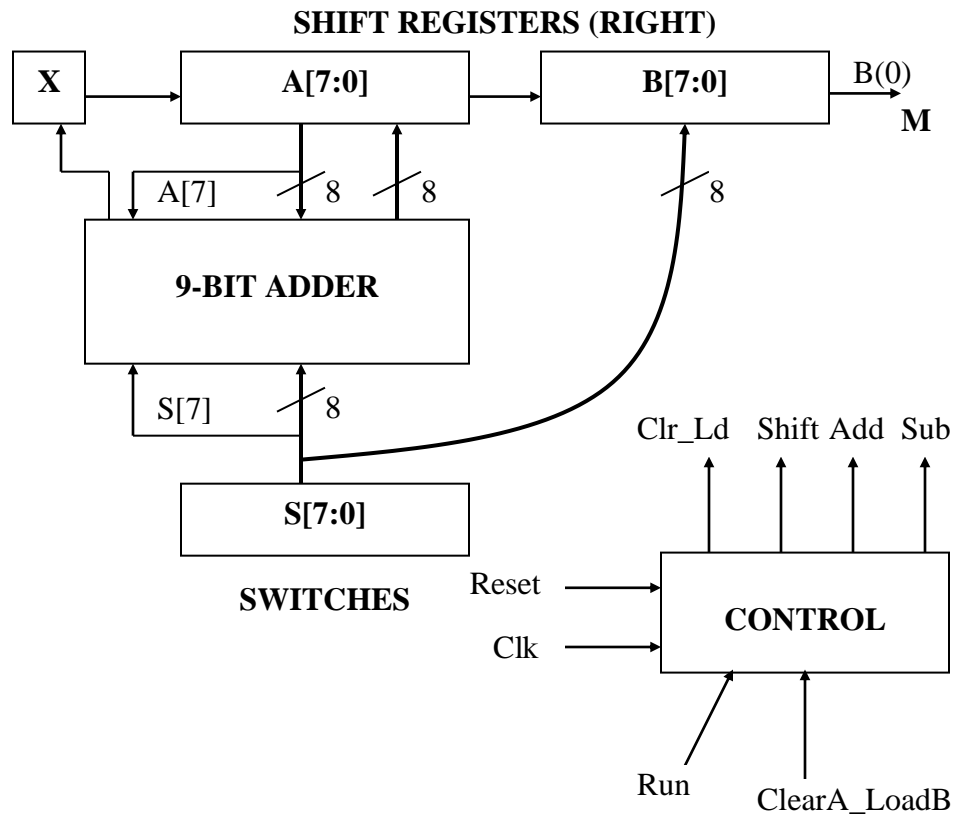 SHIFT REGISTERS (RIGHT)
X
A[7:0]
B[7:0]
B(0)
M
A[7]
8
8
8
9-BIT ADDER
S[7]
8
S[7:0]
SWITCHES
Clr_Ld
Shift
Add
Sub
Reset
Clk
CONTROL
Run
ClearA_LoadB